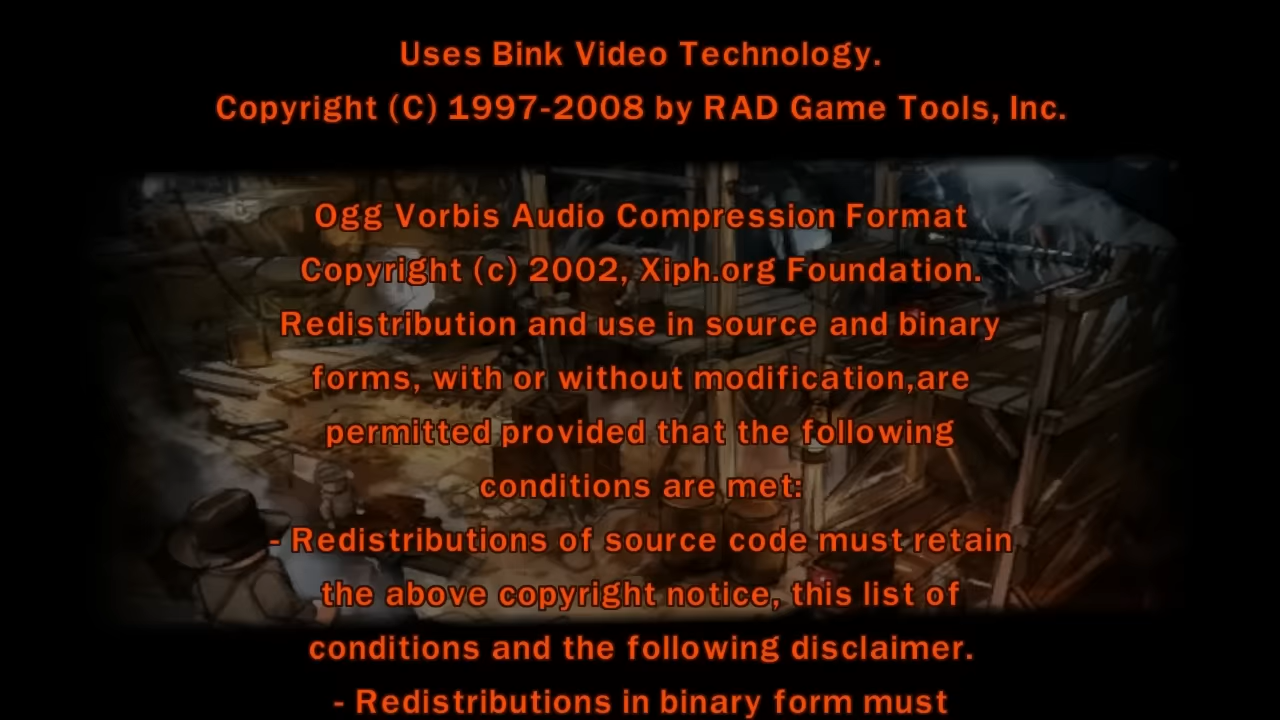 Uses Bink Video Technology.
Copyright (C) 1997-2008 by RAD Game Tools, Inc.
Ogg Vorbis Audio Compression Format
Copyright (c) 2002, Xiph.org Foundation.
Redistribution and use in source and binary
forms, with or without modification,are
permitted provided that the following
conditions are met:
- Redistributions of source code must retain
the above copyright notice, this list of
conditions and the following disclaimer.
- Redistributions in binary form must